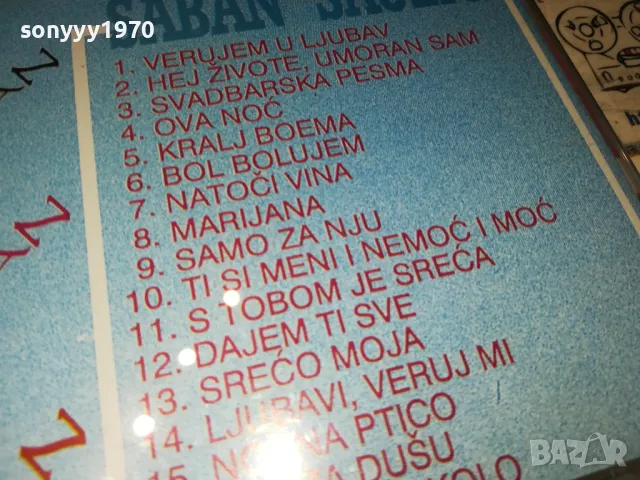 sonyyy1970
ŠABAN
1. VERUJEM U LJUBAV
2. HEJ ŽIVOTE, UMORAN SAM
3. SVADBARSKA PESMA
4. OVA NOĆ
5. KRALJ BOEMA
6. BOL BOLUJEM
7. NATOČI VINA
8. MARIJANA
9. SAMO ZA NJU
10. TI SI MENI I NEMOĆ I MOĆ
11. S TOBOM JE SREĆA
12. DAJEM TI SVE
13. SREĆO MOJA
14. LJUBAVI, VERUJ MI
15. PTICO
DUŠU
KOLO
BAZAR